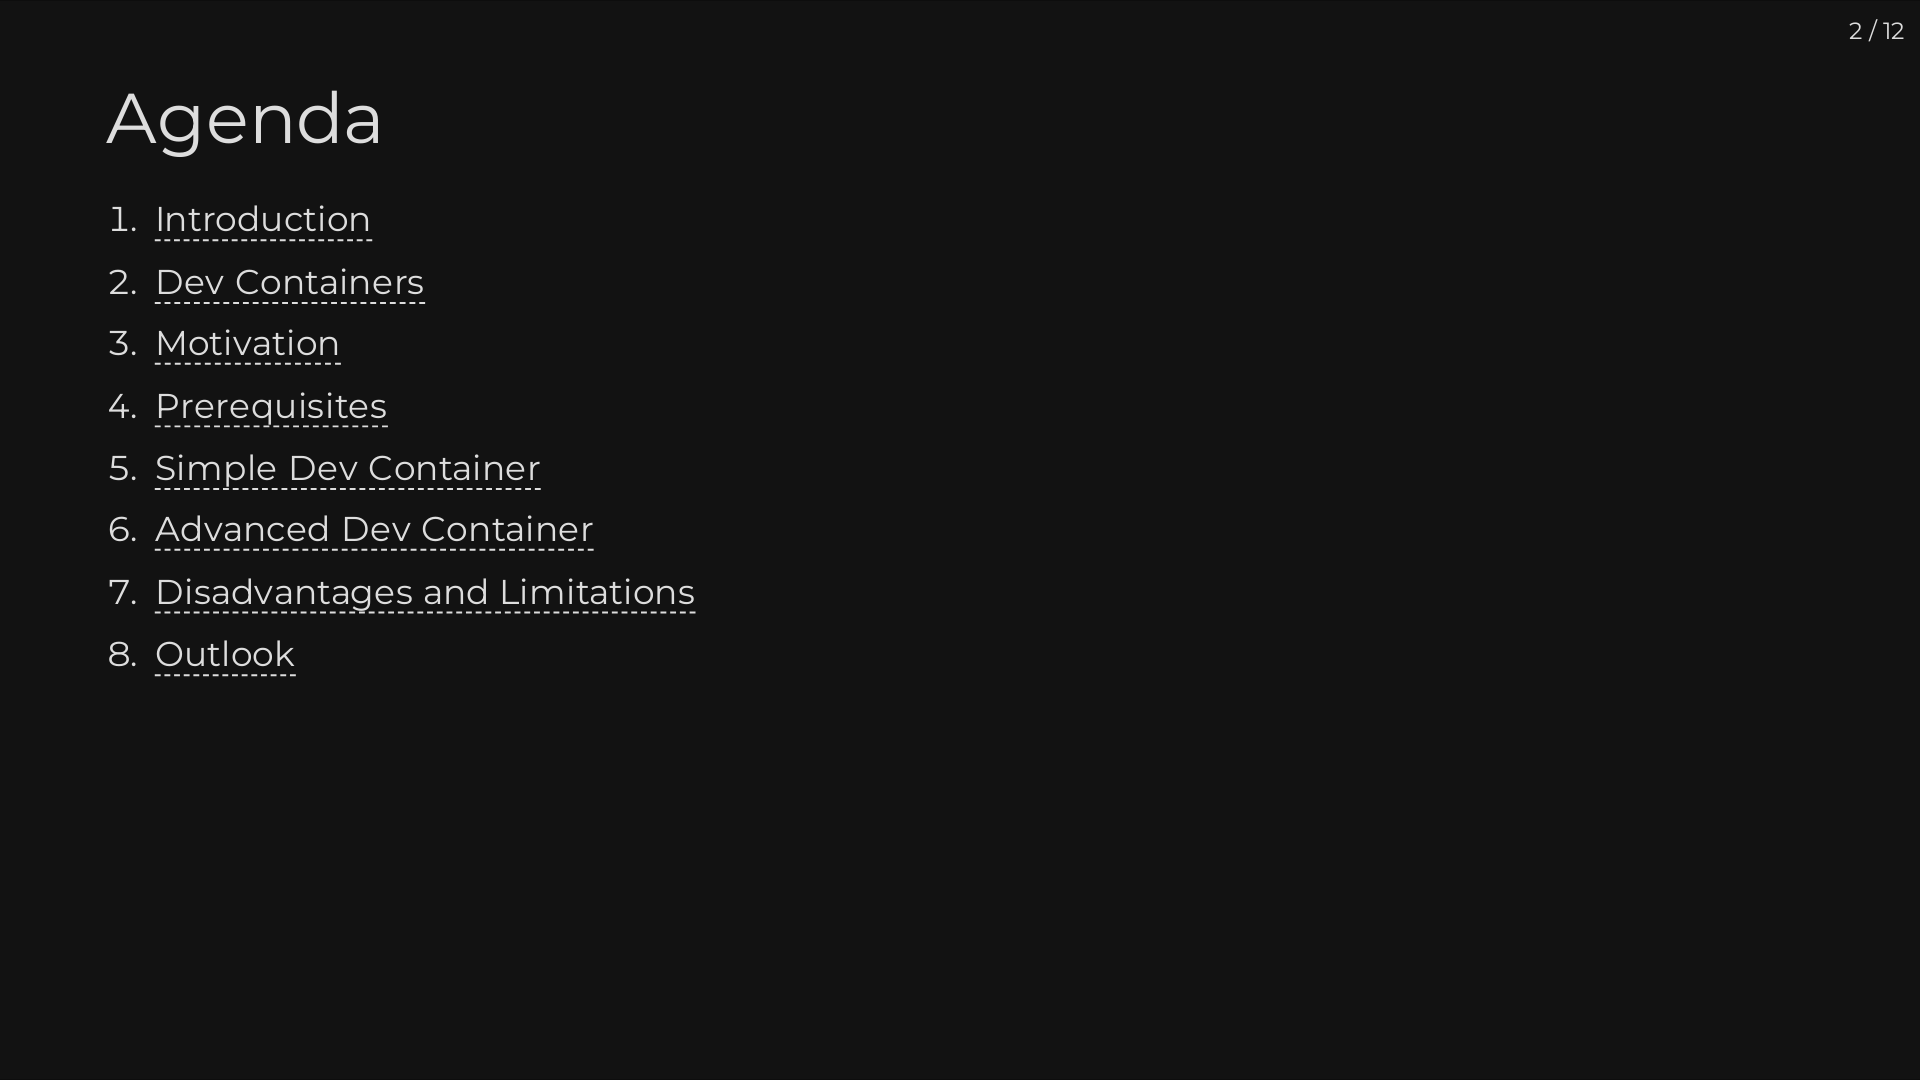 2 / 12
Agenda
1. Introduction
2. Dev Containers
3. Motivation
4. Prerequisites
5. Simple Dev Container
6. Advanced Dev Container
7. Disadvantages and Limitations
8. Outlook